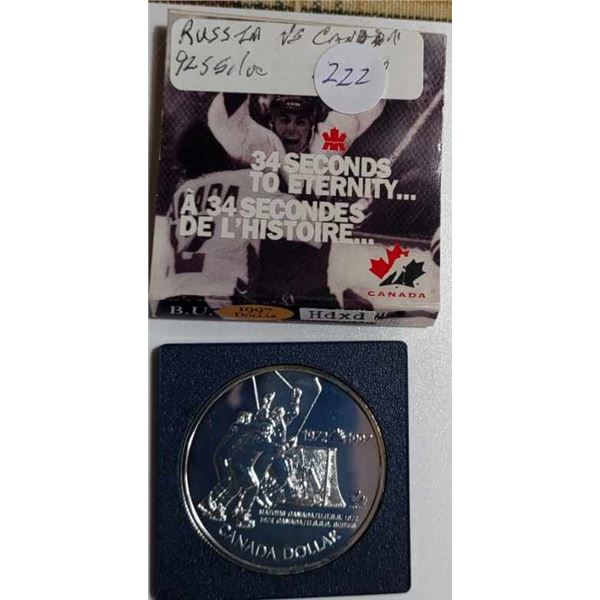 RUSSIA VS CANADA
925 Silver
222
34 SECONDS
TO ETERNITY...
À 34 SECONDES
DE L'HISTOIRE...
CANADA
B.U.
1997
DOLLAR
Hdxd
1972 1997
CANADA DOLLAR